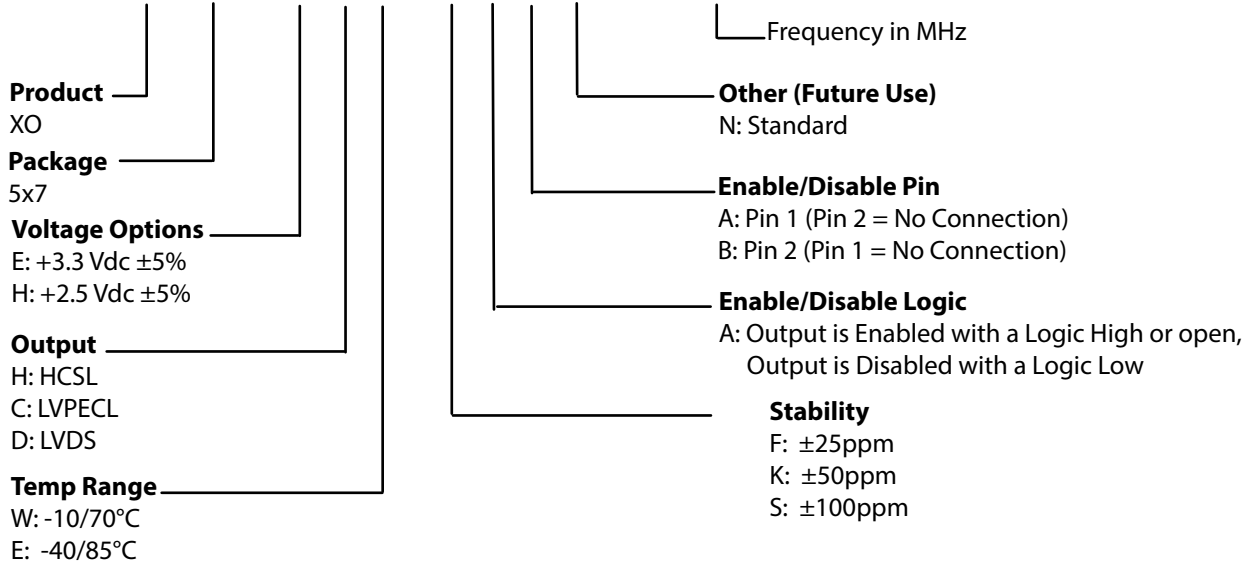 Product
XO
Package
5x7
Voltage Options
E: +3.3 Vdc ±5%
H: +2.5 Vdc ±5%
Output
H: HCSL
C: LVPECL
D: LVDS
Temp Range
W: -10/70°C
E: -40/85°C
Frequency in MHz
Other (Future Use)
N: Standard
Enable/Disable Pin
A: Pin 1 (Pin 2 = No Connection)
B: Pin 2 (Pin 1 = No Connection)
Enable/Disable Logic
A: Output is Enabled with a Logic High or open,
Output is Disabled with a Logic Low
Stability
F: ±25ppm
K: ±50ppm
S: ±100ppm